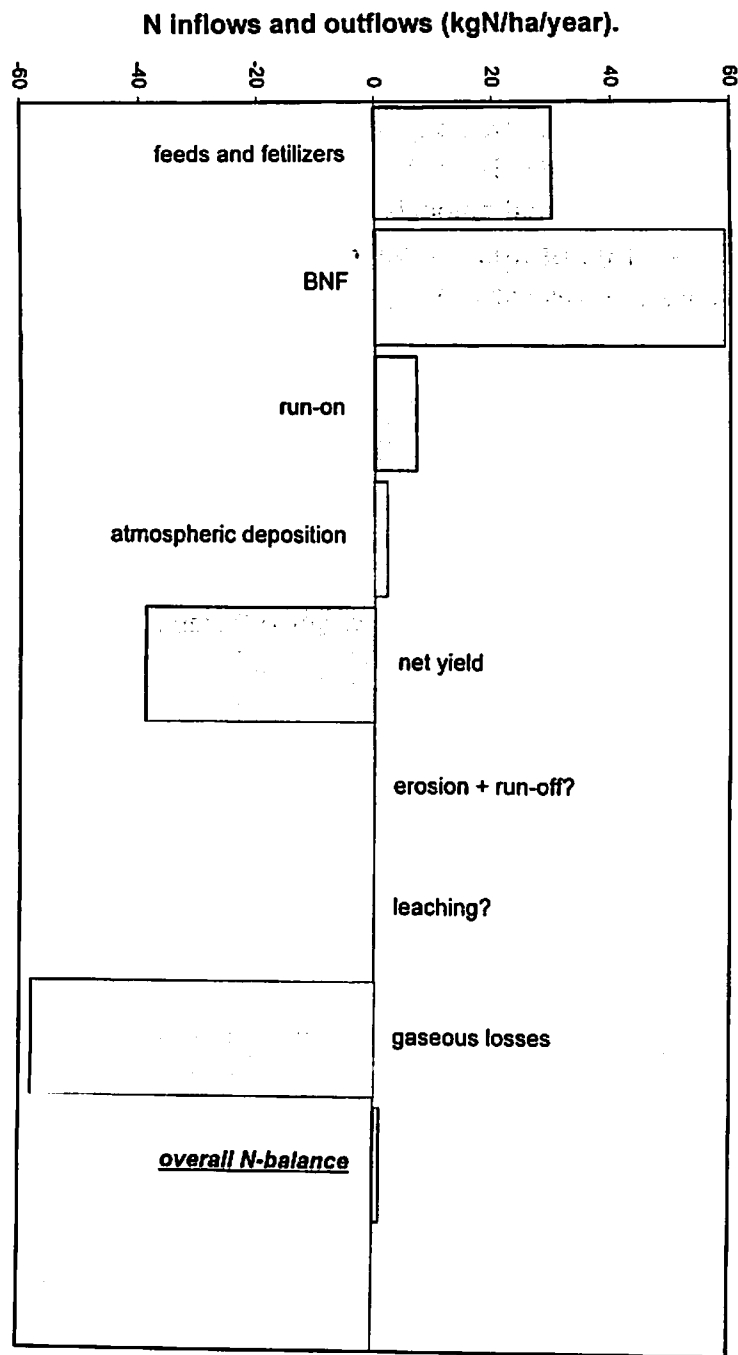 N inflows and outflows (kgN/ha/year).
-60
-40
-20
0
20
40
60
feeds and fetilizers
BNF
run-on
atmospheric deposition
net yield
erosion + run-off?
leaching?
gaseous losses
overall N-balance